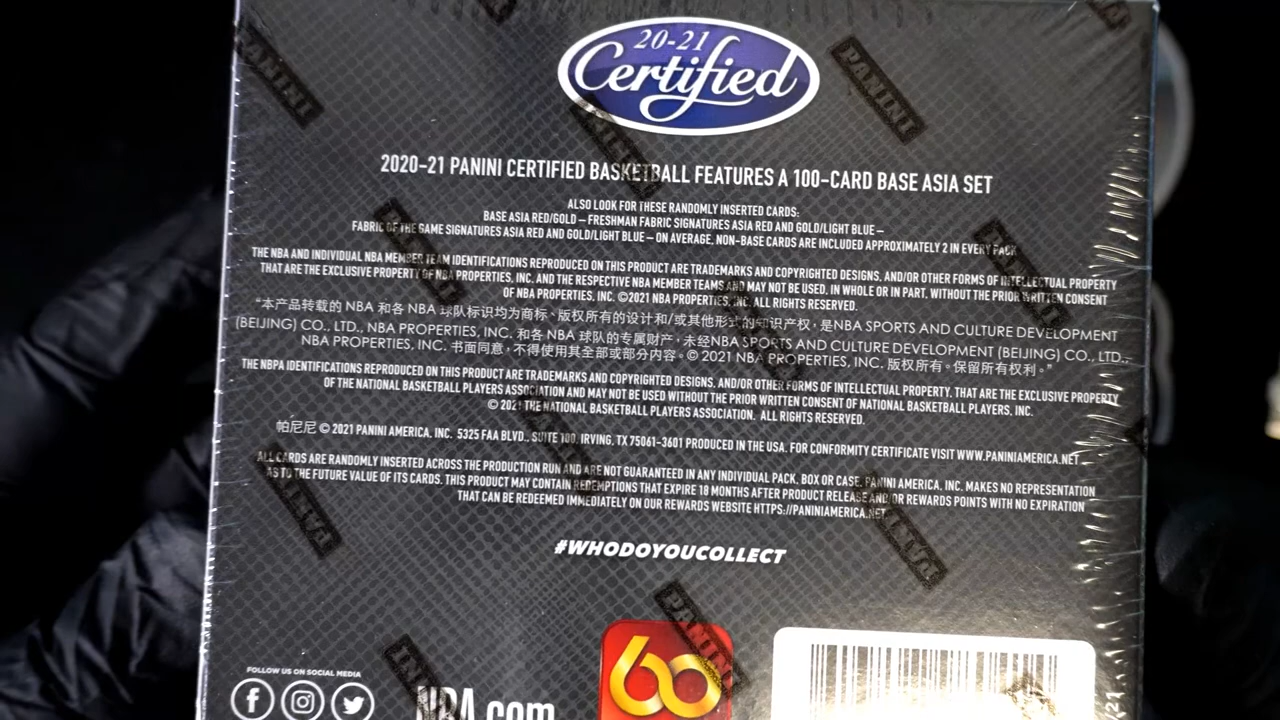 20-21
Certified
2020-21 PANINI CERTIFIED BASKETBALL FEATURES A 100-CARD BASE ASIA SET
ALSO LOOK FOR THESE RANDOMLY INSERTED CARDS:
BASE ASIA RED/GOLD – FRESHMAN FABRIC SIGNATURES ASIA RED AND GOLD/LIGHT BLUE –
FABRIC OF THE GAME SIGNATURES ASIA RED AND GOLD/LIGHT BLUE – ON AVERAGE, NON-BASE CARDS ARE INCLUDED APPROXIMATELY 2 IN EVERY PACK
THE NBA AND INDIVIDUAL NBA MEMBER TEAM IDENTIFICATIONS REPRODUCED ON THIS PRODUCT ARE TRADEMARKS AND COPYRIGHTED DESIGNS, AND/OR OTHER FORMS OF INTELLECTUAL PROPERTY
THAT ARE THE EXCLUSIVE PROPERTY OF NBA PROPERTIES, INC. AND THE RESPECTIVE NBA MEMBER TEAMS AND MAY NOT BE USED, IN WHOLE OR IN PART, WITHOUT THE PRIOR WRITTEN CONSENT
OF NBA PROPERTIES, INC. ©2021 NBA PROPERTIES, INC. ALL RIGHTS RESERVED.
“本产品转载的 NBA 和各 NBA 球队标识均为商标、版权所有的设计和/或其他形式的知识产权，是NBA SPORTS AND CULTURE DEVELOPMENT
(BEIJING) CO., LTD., NBA PROPERTIES, INC. 和各 NBA 球队的专属财产，未经NBA SPORTS AND CULTURE DEVELOPMENT (BEIJING) CO., LTD.,
NBA PROPERTIES, INC. 书面同意，不得使用其全部或部分内容。© 2021 NBA PROPERTIES, INC. 版权所有。保留所有权利。”
THE NBPA IDENTIFICATIONS REPRODUCED ON THIS PRODUCT ARE TRADEMARKS AND COPYRIGHTED DESIGNS, AND/OR OTHER FORMS OF INTELLECTUAL PROPERTY, THAT ARE THE EXCLUSIVE PROPERTY
OF THE NATIONAL BASKETBALL PLAYERS ASSOCIATION AND MAY NOT BE USED WITHOUT THE PRIOR WRITTEN CONSENT OF NATIONAL BASKETBALL PLAYERS, INC.
© 2021 THE NATIONAL BASKETBALL PLAYERS ASSOCIATION. ALL RIGHTS RESERVED.
帕尼尼 © 2021 PANINI AMERICA, INC. 5325 FAA BLVD., SUITE 100, IRVING, TX 75061-3601 PRODUCED IN THE USA. FOR CONFORMITY CERTIFICATE VISIT WWW.PANINIAMERICA.NET
ALL CARDS ARE RANDOMLY INSERTED ACROSS THE PRODUCTION RUN AND ARE NOT GUARANTEED IN ANY INDIVIDUAL PACK, BOX OR CASE. PANINI AMERICA, INC. MAKES NO REPRESENTATION
AS TO THE FUTURE VALUE OF ITS CARDS. THIS PRODUCT MAY CONTAIN REDEMPTIONS THAT EXPIRE 18 MONTHS AFTER PRODUCT RELEASE AND/OR REWARDS POINTS WITH NO EXPIRATION
THAT CAN BE REDEEMED IMMEDIATELY ON OUR REWARDS WEBSITE HTTPS://PANINIAMERICA.NET
#WHODOYOUCOLLECT
FOLLOW US ON SOCIAL MEDIA
NBA.com
60
21
PANINI
PANINI
PANINI
PANINI
PANINI
PANINI
PANINI